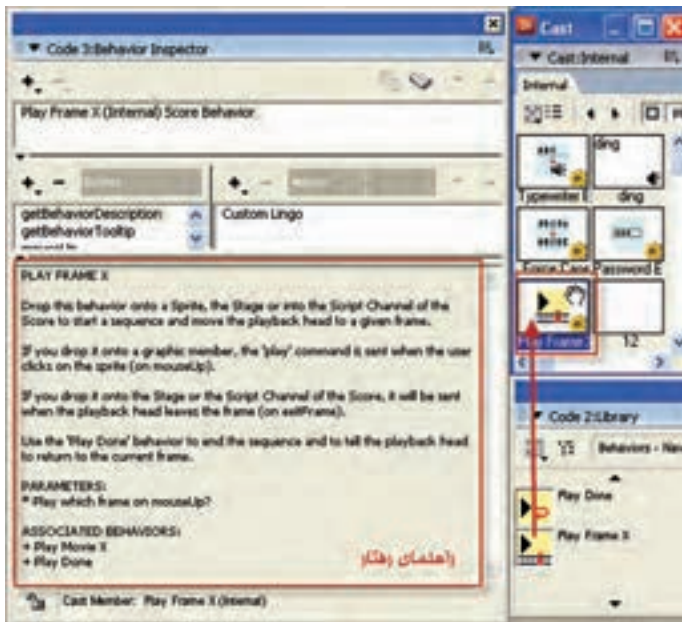 Code 3:Behavior Inspector
Play Frame X (Internal) Score Behavior
getBehaviorDescription
getBehaviorTooltip
Custom Lingo
PLAY FRAME X
Drop this behavior onto a Sprite, the Stage or into the Script Channel of the
Score to start a sequence and move the playback head to a given frame.
If you drop it onto a graphic member, the 'play' command is sent when the user
clicks on the sprite (on mouseUp).
If you drop it onto the Stage or the Script Channel of the Score, it will be sent
when the playback head leaves the frame (on exitFrame).
Use the 'Play Done' behavior to end the sequence and to tell the playback head
to return to the current frame.
PARAMETERS:
* Play which frame on mouseUp?
ASSOCIATED BEHAVIORS:
+ Play Movie X
+ Play Done
راهنمای رفتار
Cast Member: Play Frame X (Internal)
Cast
Cast:Internal
Internal
ding
Typewriter E
ding
Force Case
Password E
Play Frame
12
Code 2:Library
Behaviors - Nav
Play Done
Play Frame X